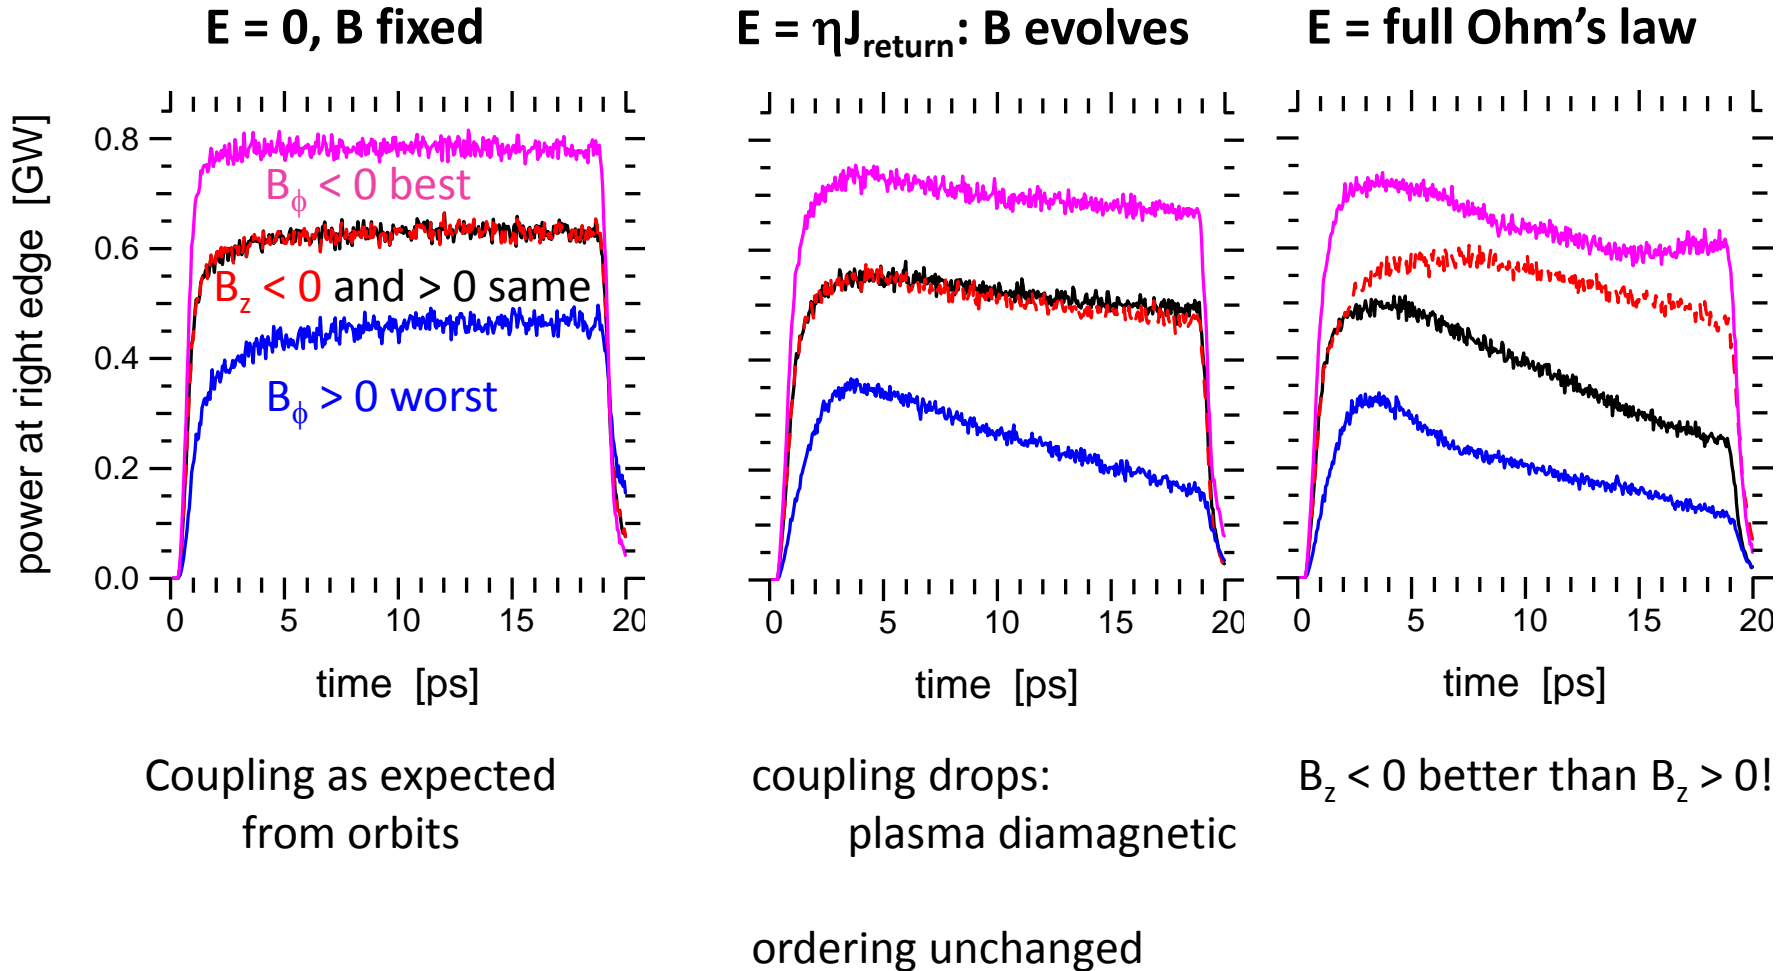 E = 0, B fixed
E = ηJreturn: B evolves
E = full Ohm's law
power at right edge [GW]
0.8
0.6
0.4
0.2
0.0
Bϕ < 0 best
Bz < 0 and > 0 same
Bϕ > 0 worst
0 5 10 15 20
0 5 10 15 20
0 5 10 15 20
time [ps]
time [ps]
time [ps]
Coupling as expected
from orbits
coupling drops:
plasma diamagnetic
ordering unchanged
Bz < 0 better than Bz > 0!